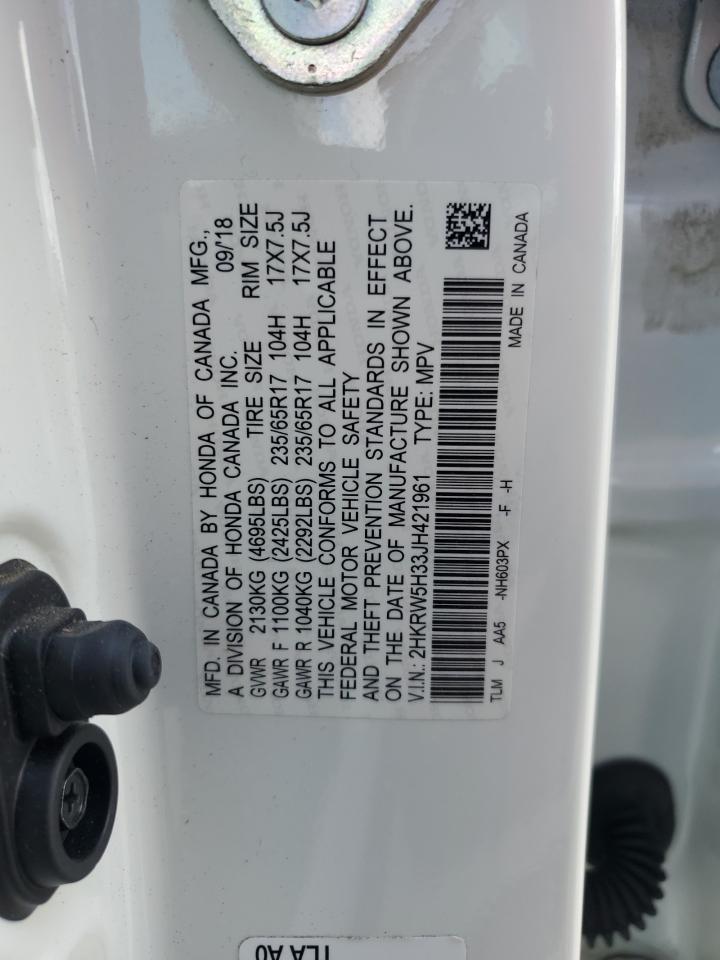 MFD. IN CANADA BY HONDA OF CANADA MFG.,
A DIVISION OF HONDA CANADA INC. 09/'18
GVWR 2130KG (4695LBS) TIRE SIZE RIM SIZE
GAWR F 1100KG (2425LBS) 235/65R17 104H 17X7.5J
GAWR R 1040KG (2292LBS) 235/65R17 104H 17X7.5J
THIS VEHICLE CONFORMS TO ALL APPLICABLE
FEDERAL MOTOR VEHICLE SAFETY
AND THEFT PREVENTION STANDARDS IN EFFECT
ON THE DATE OF MANUFACTURE SHOWN ABOVE.
V.I.N.: 2HKRW5H33JH421961 TYPE: MPV
TLM J AA5 -NH603PX -F -H
MADE IN CANADA
TLA A0